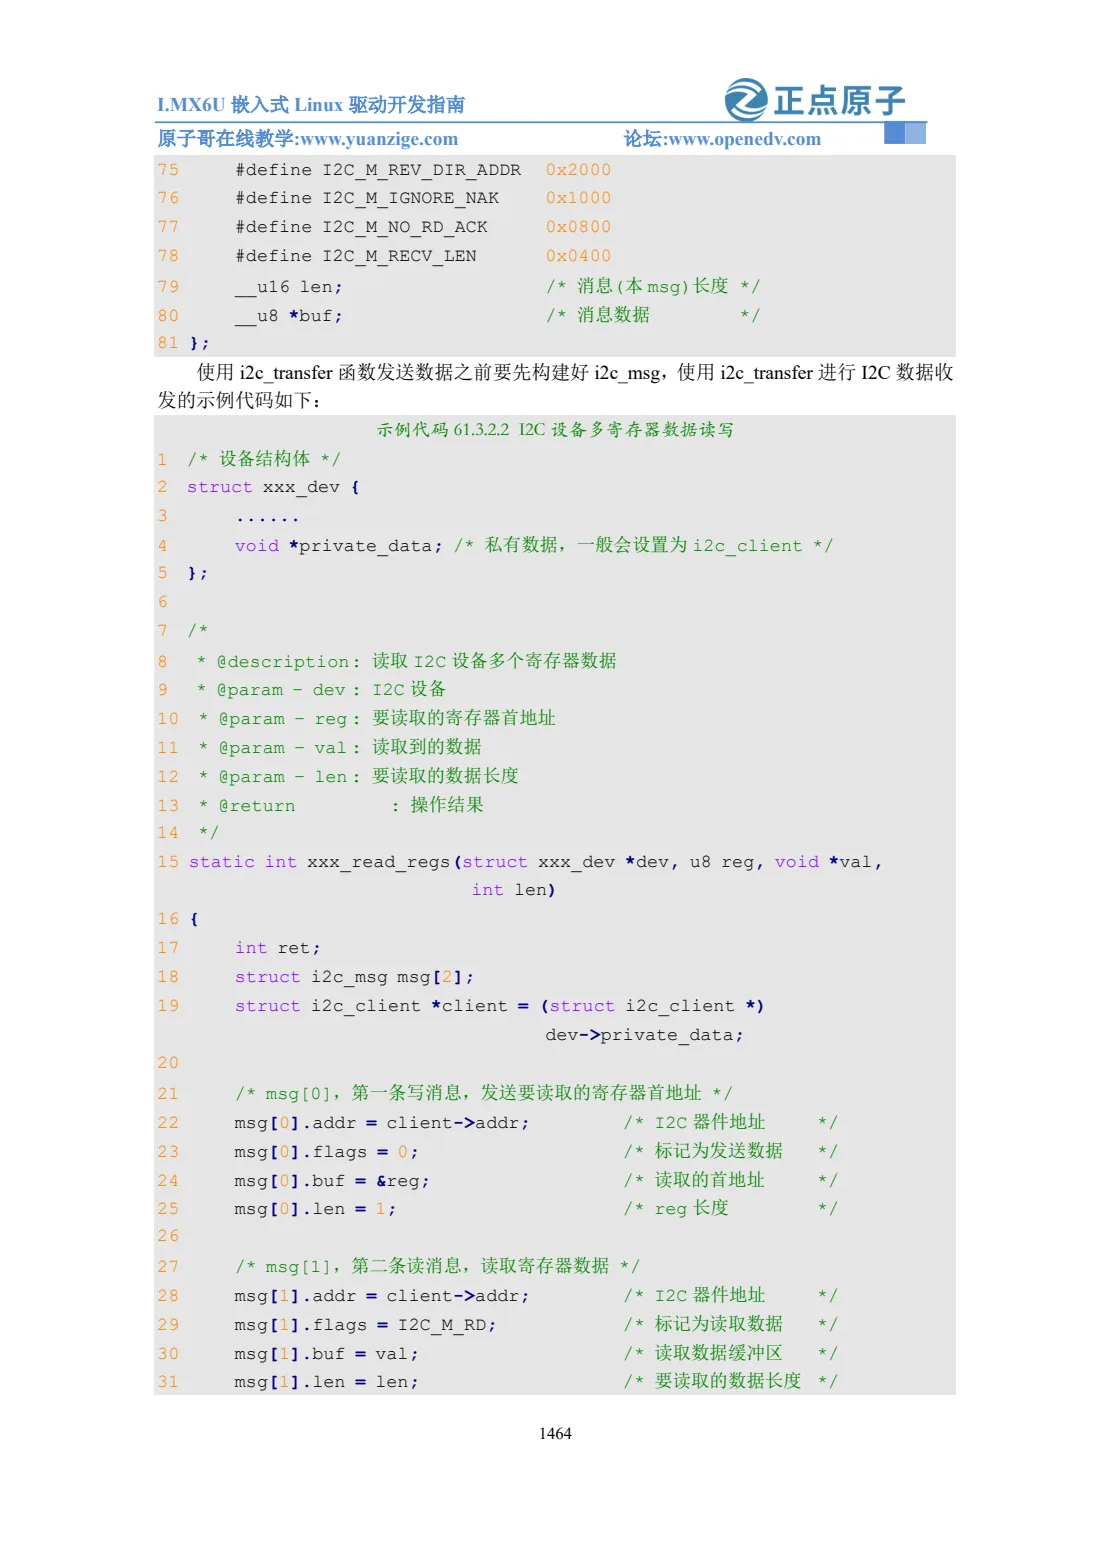 I.MX6U 嵌入式 Linux 驱动开发指南
正点原子
原子哥在线教学:www.yuanzige.com 论坛:www.openedv.com
75 #define I2C_M_REV_DIR_ADDR 0x2000
76 #define I2C_M_IGNORE_NAK 0x1000
77 #define I2C_M_NO_RD_ACK 0x0800
78 #define I2C_M_RECV_LEN 0x0400
79 __u16 len; /* 消息(本 msg)长度 */
80 __u8 *buf; /* 消息数据 */
81 };
使用 i2c_transfer 函数发送数据之前要先构建好 i2c_msg，使用 i2c_transfer 进行 I2C 数据收
发的示例代码如下：
示例代码 61.3.2.2 I2C 设备多寄存器数据读写
1 /* 设备结构体 */
2 struct xxx_dev {
3 ......
4 void *private_data; /* 私有数据，一般会设置为 i2c_client */
5 };
6
7 /*
8 * @description : 读取 I2C 设备多个寄存器数据
9 * @param – dev : I2C 设备
10 * @param – reg : 要读取的寄存器首地址
11 * @param – val : 读取到的数据
12 * @param – len : 要读取的数据长度
13 * @return : 操作结果
14 */
15 static int xxx_read_regs(struct xxx_dev *dev, u8 reg, void *val,
int len)
16 {
17 int ret;
18 struct i2c_msg msg[2];
19 struct i2c_client *client = (struct i2c_client *)
dev->private_data;
20
21 /* msg[0]，第一条写消息，发送要读取的寄存器首地址 */
22 msg[0].addr = client->addr; /* I2C 器件地址 */
23 msg[0].flags = 0; /* 标记为发送数据 */
24 msg[0].buf = &reg; /* 读取的首地址 */
25 msg[0].len = 1; /* reg 长度 */
26
27 /* msg[1]，第二条读消息，读取寄存器数据 */
28 msg[1].addr = client->addr; /* I2C 器件地址 */
29 msg[1].flags = I2C_M_RD; /* 标记为读取数据 */
30 msg[1].buf = val; /* 读取数据缓冲区 */
31 msg[1].len = len; /* 要读取的数据长度 */
1464